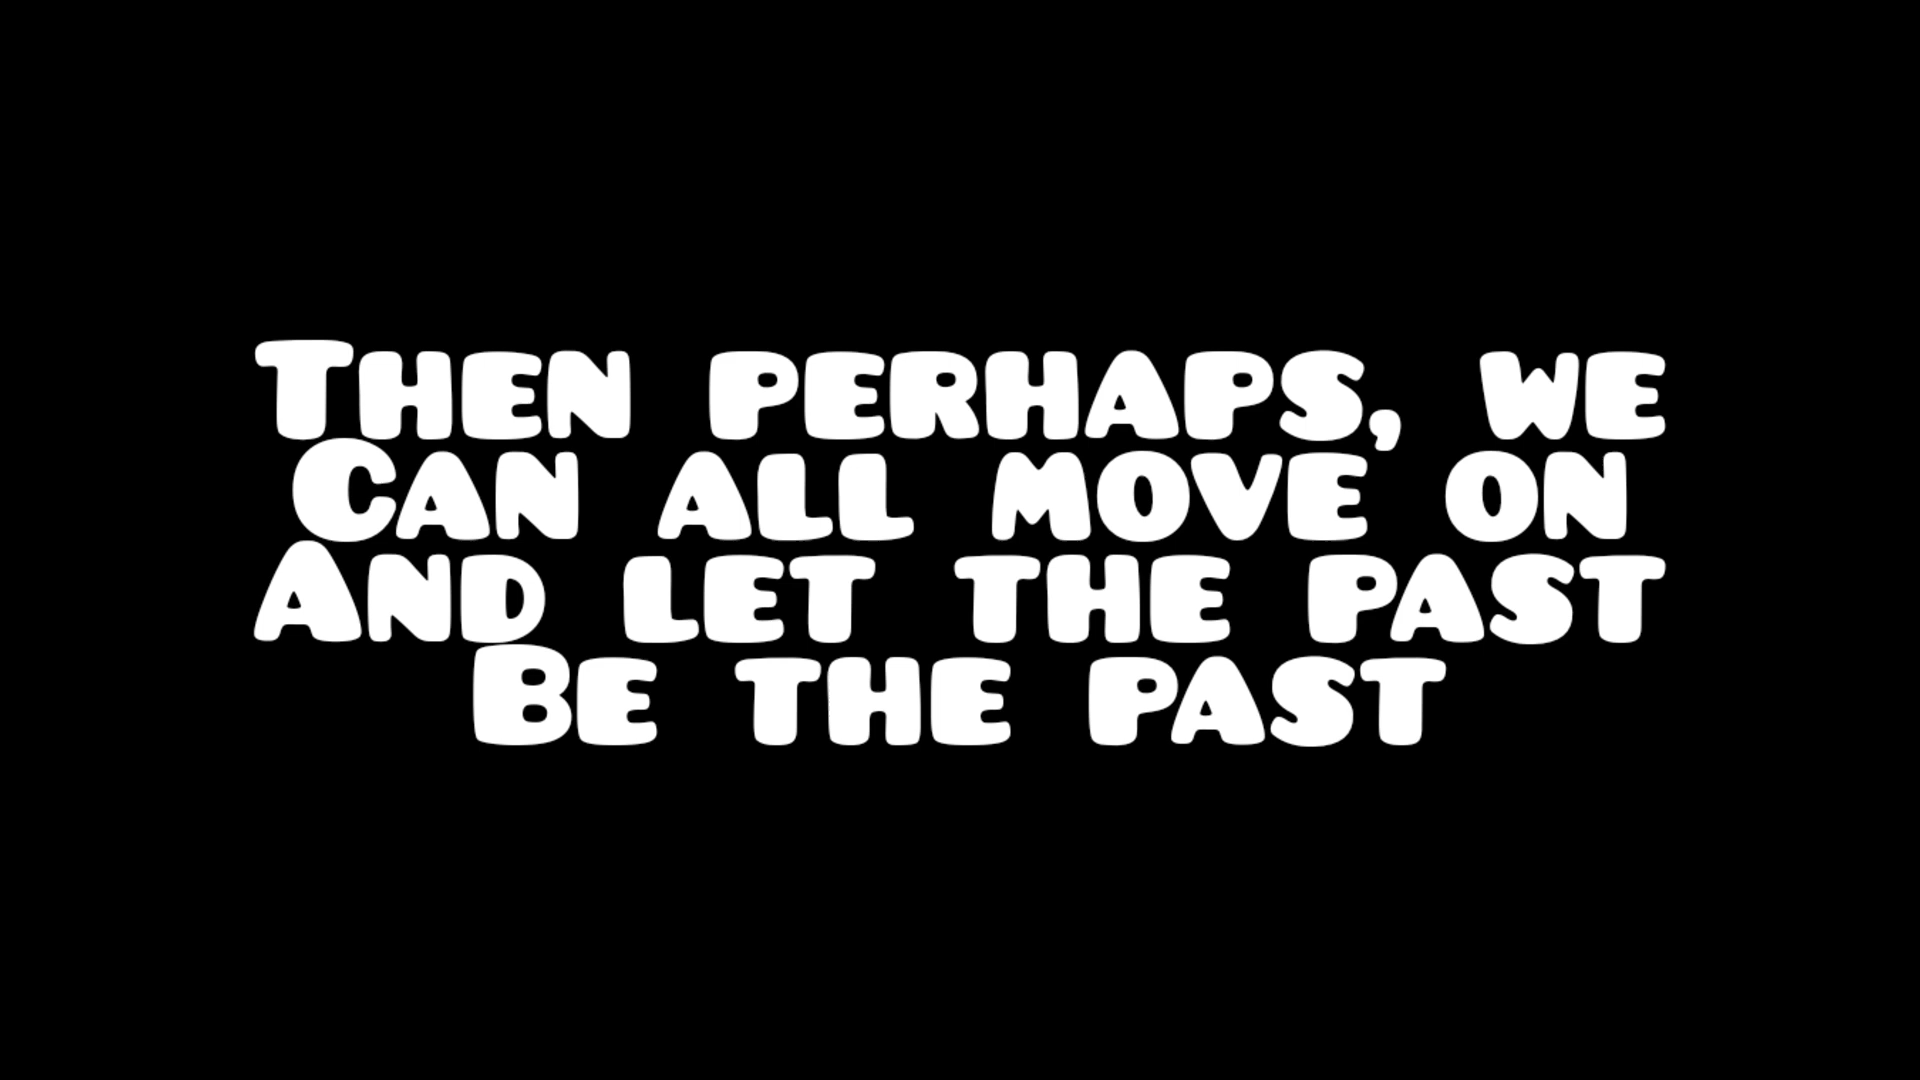 Then perhaps, we
Can all move on
And let the past
Be the past